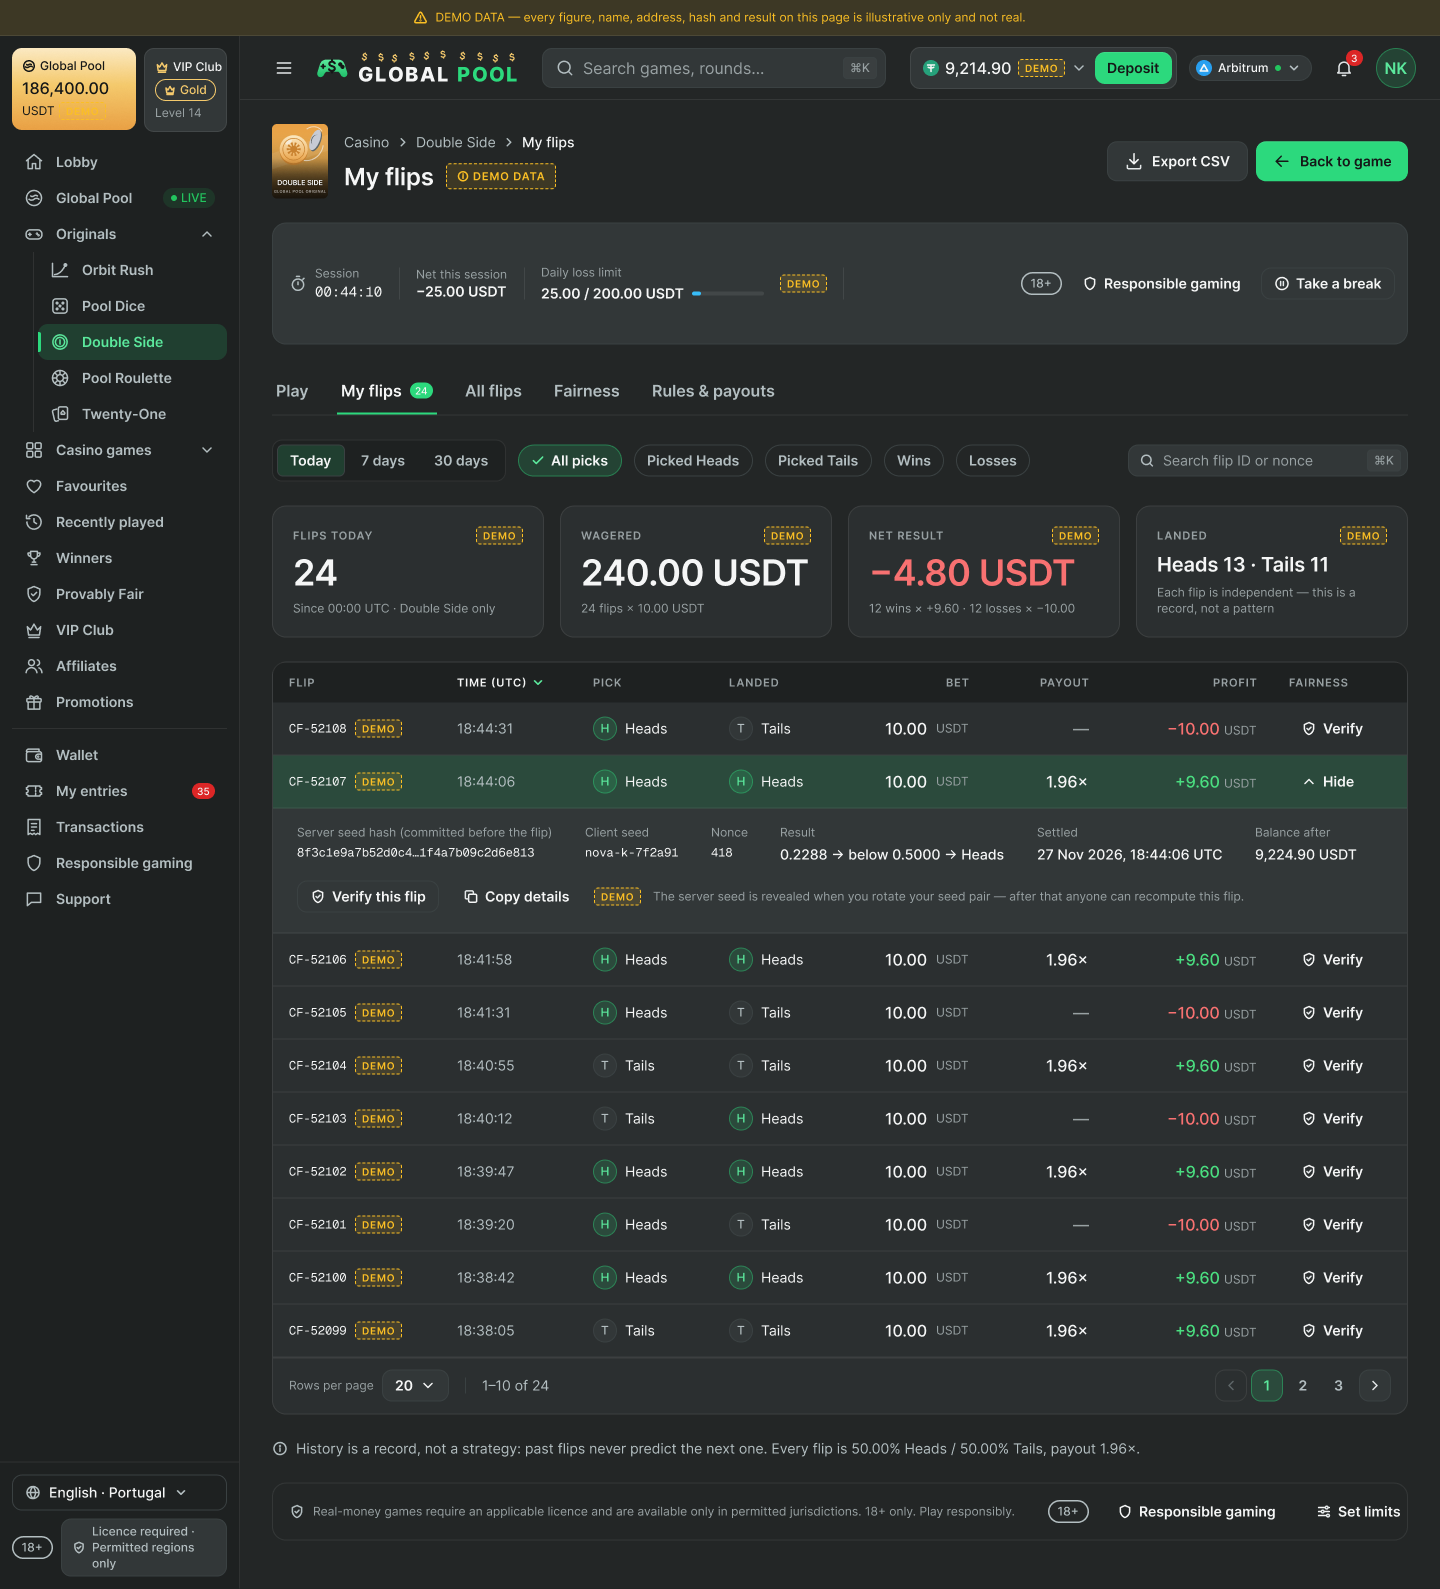 DEMO DATA — every figure, name, address, hash and result on this page is illustrative only and not real.
Global Pool
186,400.00
USDT DEMO
VIP Club
Gold
Level 14
$ $ $ $ $ $ $ $
GLOBAL POOL
Search games, rounds... ⌘K
9,214.90 DEMO
Deposit
Arbitrum
3
NK
Lobby
Global Pool LIVE
Originals
Orbit Rush
Pool Dice
Double Side
Pool Roulette
Twenty-One
Casino games
Favourites
Recently played
Winners
Provably Fair
VIP Club
Affiliates
Promotions
Wallet
My entries 35
Transactions
Responsible gaming
Support
English · Portugal
18+
Licence required ·
Permitted regions
only
DOUBLE SIDE
GLOBAL POOL ORIGINAL
Casino > Double Side > My flips
My flips DEMO DATA
Export CSV
Back to game
Session
00:44:10
Net this session
−25.00 USDT
Daily loss limit
25.00 / 200.00 USDT
DEMO
18+
Responsible gaming
Take a break
Play My flips 24 All flips Fairness Rules & payouts
Today 7 days 30 days
All picks Picked Heads Picked Tails Wins Losses
Search flip ID or nonce ⌘K
FLIPS TODAY DEMO
24
Since 00:00 UTC · Double Side only
WAGERED DEMO
240.00 USDT
24 flips × 10.00 USDT
NET RESULT DEMO
−4.80 USDT
12 wins × +9.60 · 12 losses × −10.00
LANDED DEMO
Heads 13 · Tails 11
Each flip is independent — this is a
record, not a pattern
FLIP TIME (UTC) PICK LANDED BET PAYOUT PROFIT FAIRNESS
CF-52108 DEMO 18:44:31 H Heads T Tails 10.00 USDT — −10.00 USDT Verify
CF-52107 DEMO 18:44:06 H Heads H Heads 10.00 USDT 1.96× +9.60 USDT Hide
Server seed hash (committed before the flip)
8f3c1e9a7b52d0c4…1f4a7b09c2d6e813
Client seed
nova-k-7f2a91
Nonce
418
Result
0.2288 → below 0.5000 → Heads
Settled
27 Nov 2026, 18:44:06 UTC
Balance after
9,224.90 USDT
Verify this flip Copy details DEMO The server seed is revealed when you rotate your seed pair — after that anyone can recompute this flip.
CF-52106 DEMO 18:41:58 H Heads H Heads 10.00 USDT 1.96× +9.60 USDT Verify
CF-52105 DEMO 18:41:31 H Heads T Tails 10.00 USDT — −10.00 USDT Verify
CF-52104 DEMO 18:40:55 T Tails T Tails 10.00 USDT 1.96× +9.60 USDT Verify
CF-52103 DEMO 18:40:12 T Tails H Heads 10.00 USDT — −10.00 USDT Verify
CF-52102 DEMO 18:39:47 H Heads H Heads 10.00 USDT 1.96× +9.60 USDT Verify
CF-52101 DEMO 18:39:20 H Heads T Tails 10.00 USDT — −10.00 USDT Verify
CF-52100 DEMO 18:38:42 H Heads H Heads 10.00 USDT 1.96× +9.60 USDT Verify
CF-52099 DEMO 18:38:05 T Tails T Tails 10.00 USDT 1.96× +9.60 USDT Verify
Rows per page 20 1–10 of 24
1 2 3
History is a record, not a strategy: past flips never predict the next one. Every flip is 50.00% Heads / 50.00% Tails, payout 1.96×.
Real-money games require an applicable licence and are available only in permitted jurisdictions. 18+ only. Play responsibly.
18+
Responsible gaming
Set limits